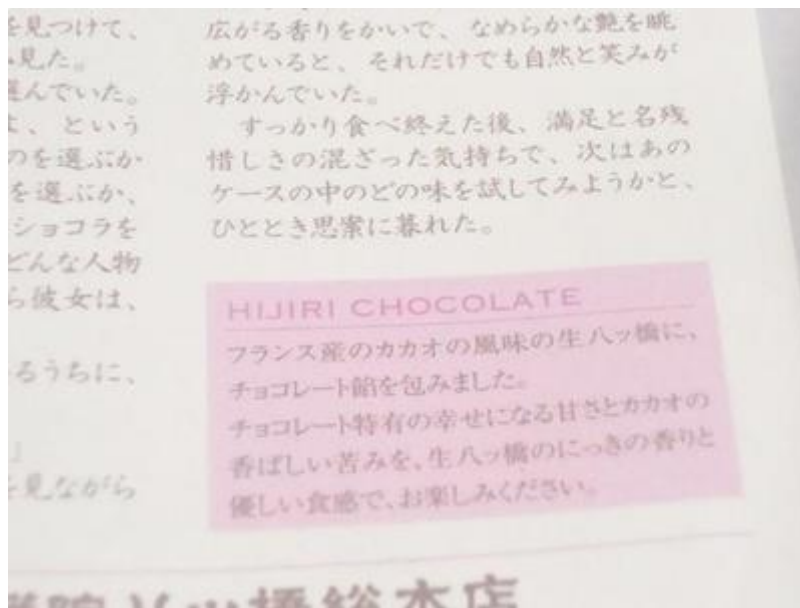 広がる香りをかいで、なめらかな艶を眺
めていると、それだけでも自然と笑みが
浮かんでいた。
すっかり食べ終えた後、満足と名残
惜しさの混ざった気持ちで、次はあの
ケースの中のどの味を試してみようかと、
ひととき思案に暮れた。
を見つけて、
見た。
んでいた。
、という
のを選ぶか
を選ぶか、
ショコラを
どんな人物
ら彼女は、
るうちに、
」
を見ながら
HIJIRI CHOCOLATE
フランス産のカカオの風味の生八ッ橋に、
チョコレート餡を包みました。
チョコレート特有の幸せになる甘さとカカオの
香ばしい苦みを、生八ッ橋のにっきの香りと
優しい食感で、お楽しみください。
院八ッ橋総本店